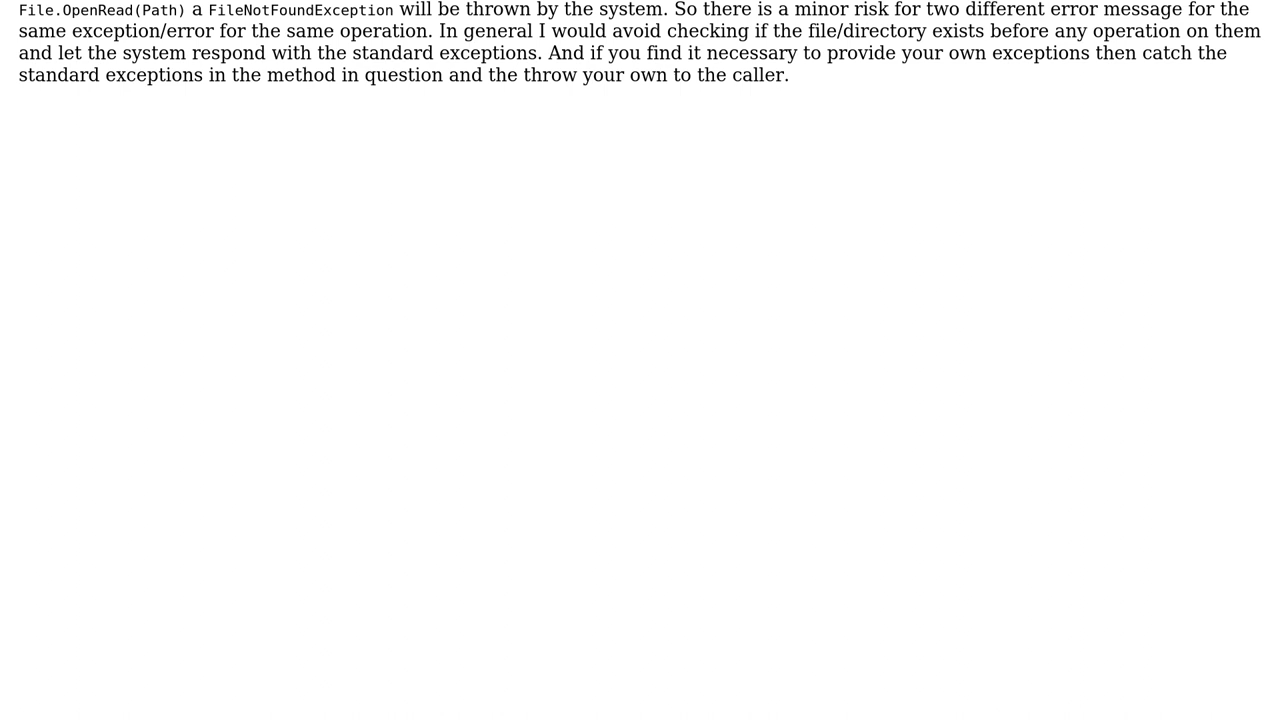 File.OpenRead(Path) a FileNotFoundException will be thrown by the system. So there is a minor risk for two different error message for the
same exception/error for the same operation. In general I would avoid checking if the file/directory exists before any operation on them
and let the system respond with the standard exceptions. And if you find it necessary to provide your own exceptions then catch the
standard exceptions in the method in question and the throw your own to the caller.